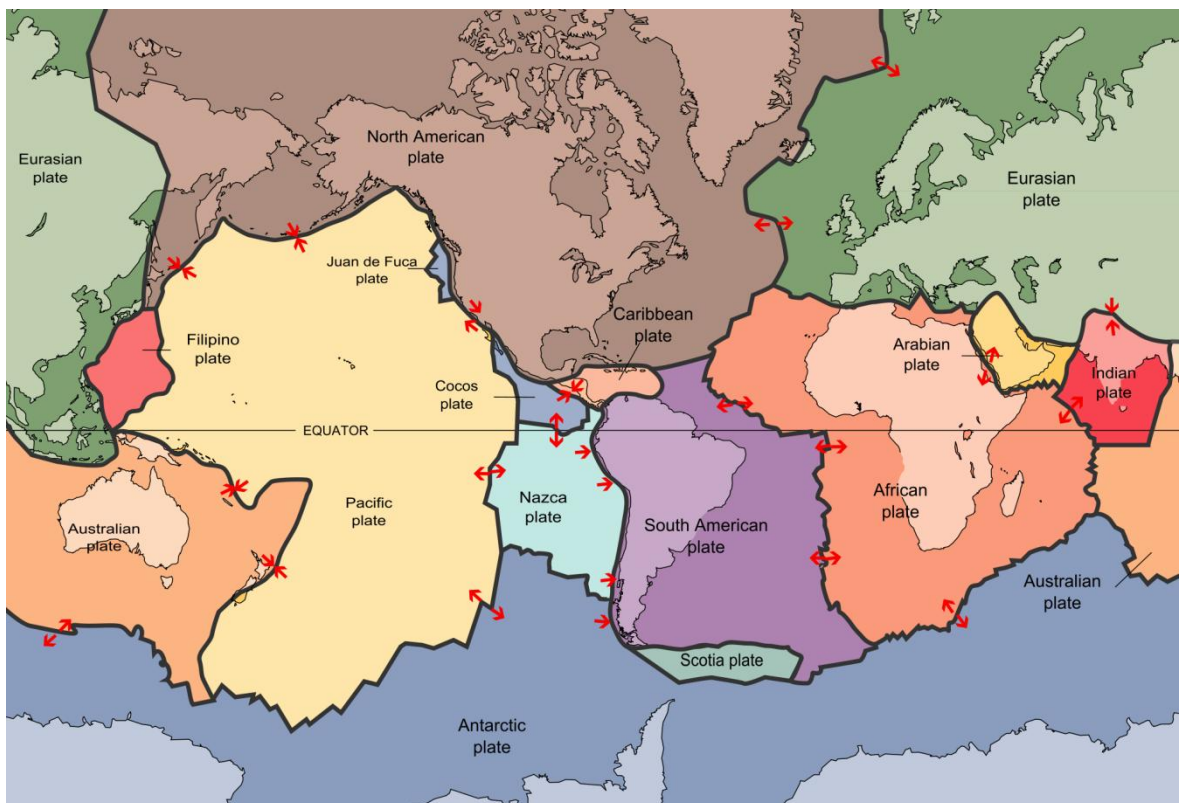 North American
plate
Eurasian
plate
Eurasian
plate
Juan de Fuca
plate
Caribbean
plate
Filipino
plate
Arabian
plate
Indian
plate
Cocos
plate
EQUATOR
Nazca
plate
Pacific
plate
African
plate
South American
plate
Australian
plate
Australian
plate
Scotia plate
Antarctic
plate